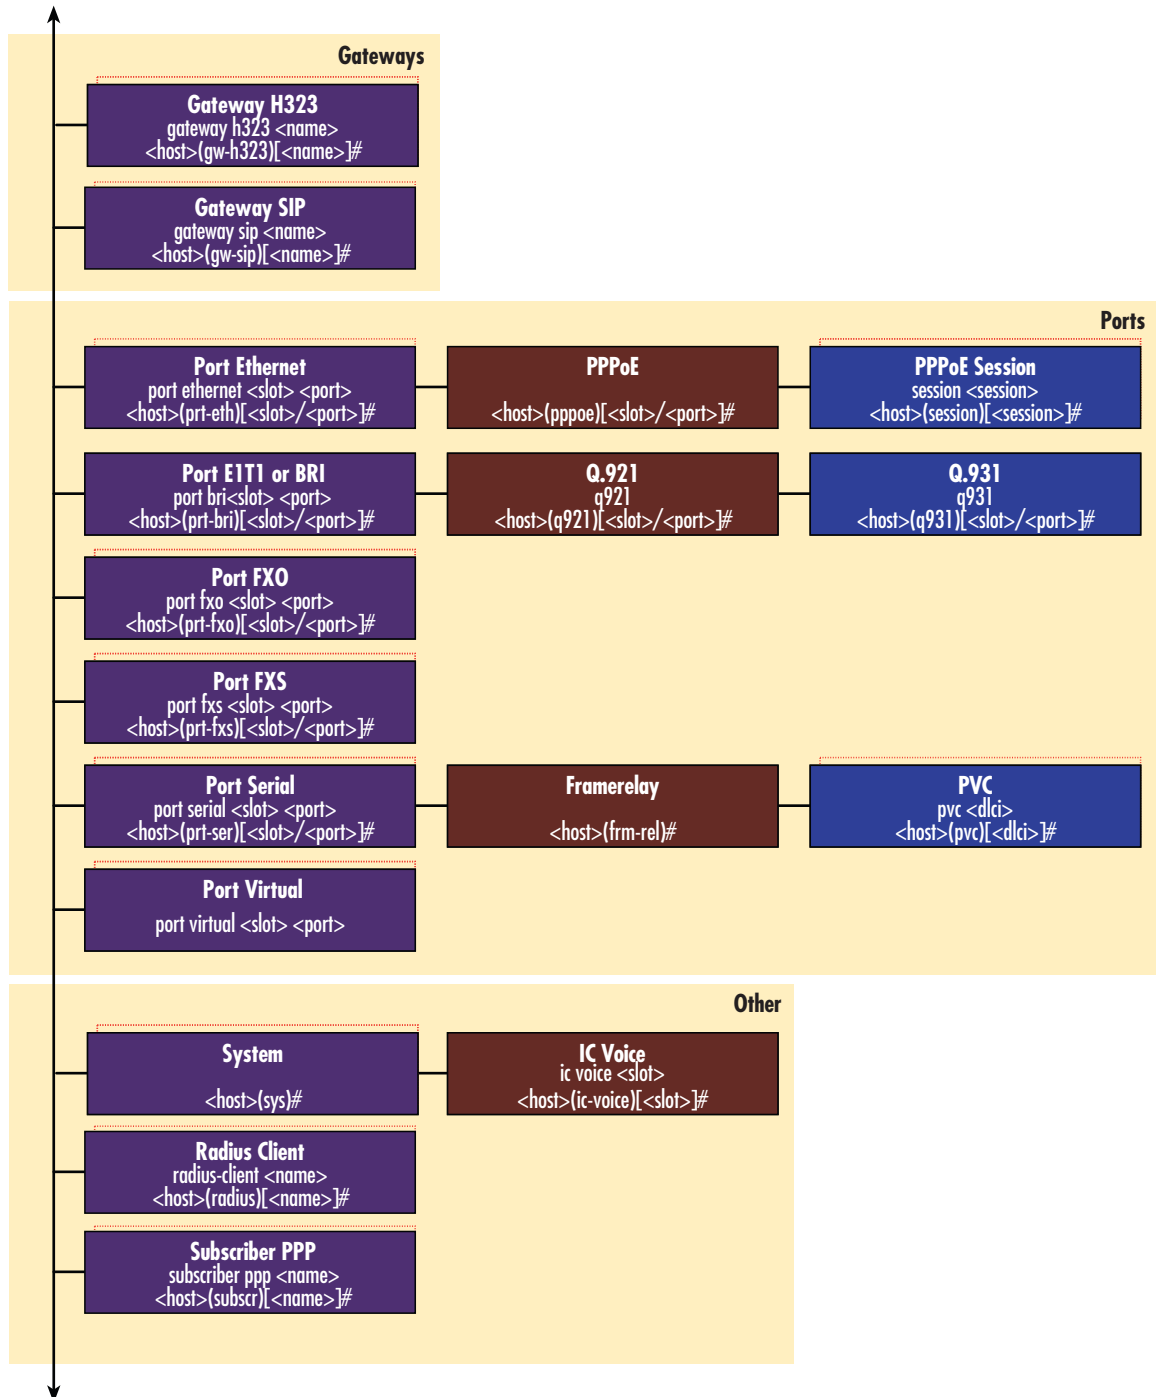 Gateways
Gateway H323
gateway h323 <name>
<host>(gw-h323)[<name>]#
Gateway SIP
gateway sip <name>
<host>(gw-sip)[<name>]#
Ports
Port Ethernet
port ethernet <slot> <port>
<host>(prt-eth)[<slot>/<port>]#
PPPoE
<host>(pppoe)[<slot>/<port>]#
PPPoE Session
session <session>
<host>(session)[<session>]#
Port E1T1 or BRI
port bri<slot> <port>
<host>(prt-bri)[<slot>/<port>]#
Q.921
q921
<host>(q921)[<slot>/<port>]#
Q.931
q931
<host>(q931)[<slot>/<port>]#
Port FXO
port fxo <slot> <port>
<host>(prt-fxo)[<slot>/<port>]#
Port FXS
port fxs <slot> <port>
<host>(prt-fxs)[<slot>/<port>]#
Port Serial
port serial <slot> <port>
<host>(prt-ser)[<slot>/<port>]#
Framerelay
<host>(frm-rel)#
PVC
pvc <dlci>
<host>(pvc)[<dlci>]#
Port Virtual
port virtual <slot> <port>
Other
System
<host>(sys)#
IC Voice
ic voice <slot>
<host>(ic-voice)[<slot>]#
Radius Client
radius-client <name>
<host>(radius)[<name>]#
Subscriber PPP
subscriber ppp <name>
<host>(subscr)[<name>]#